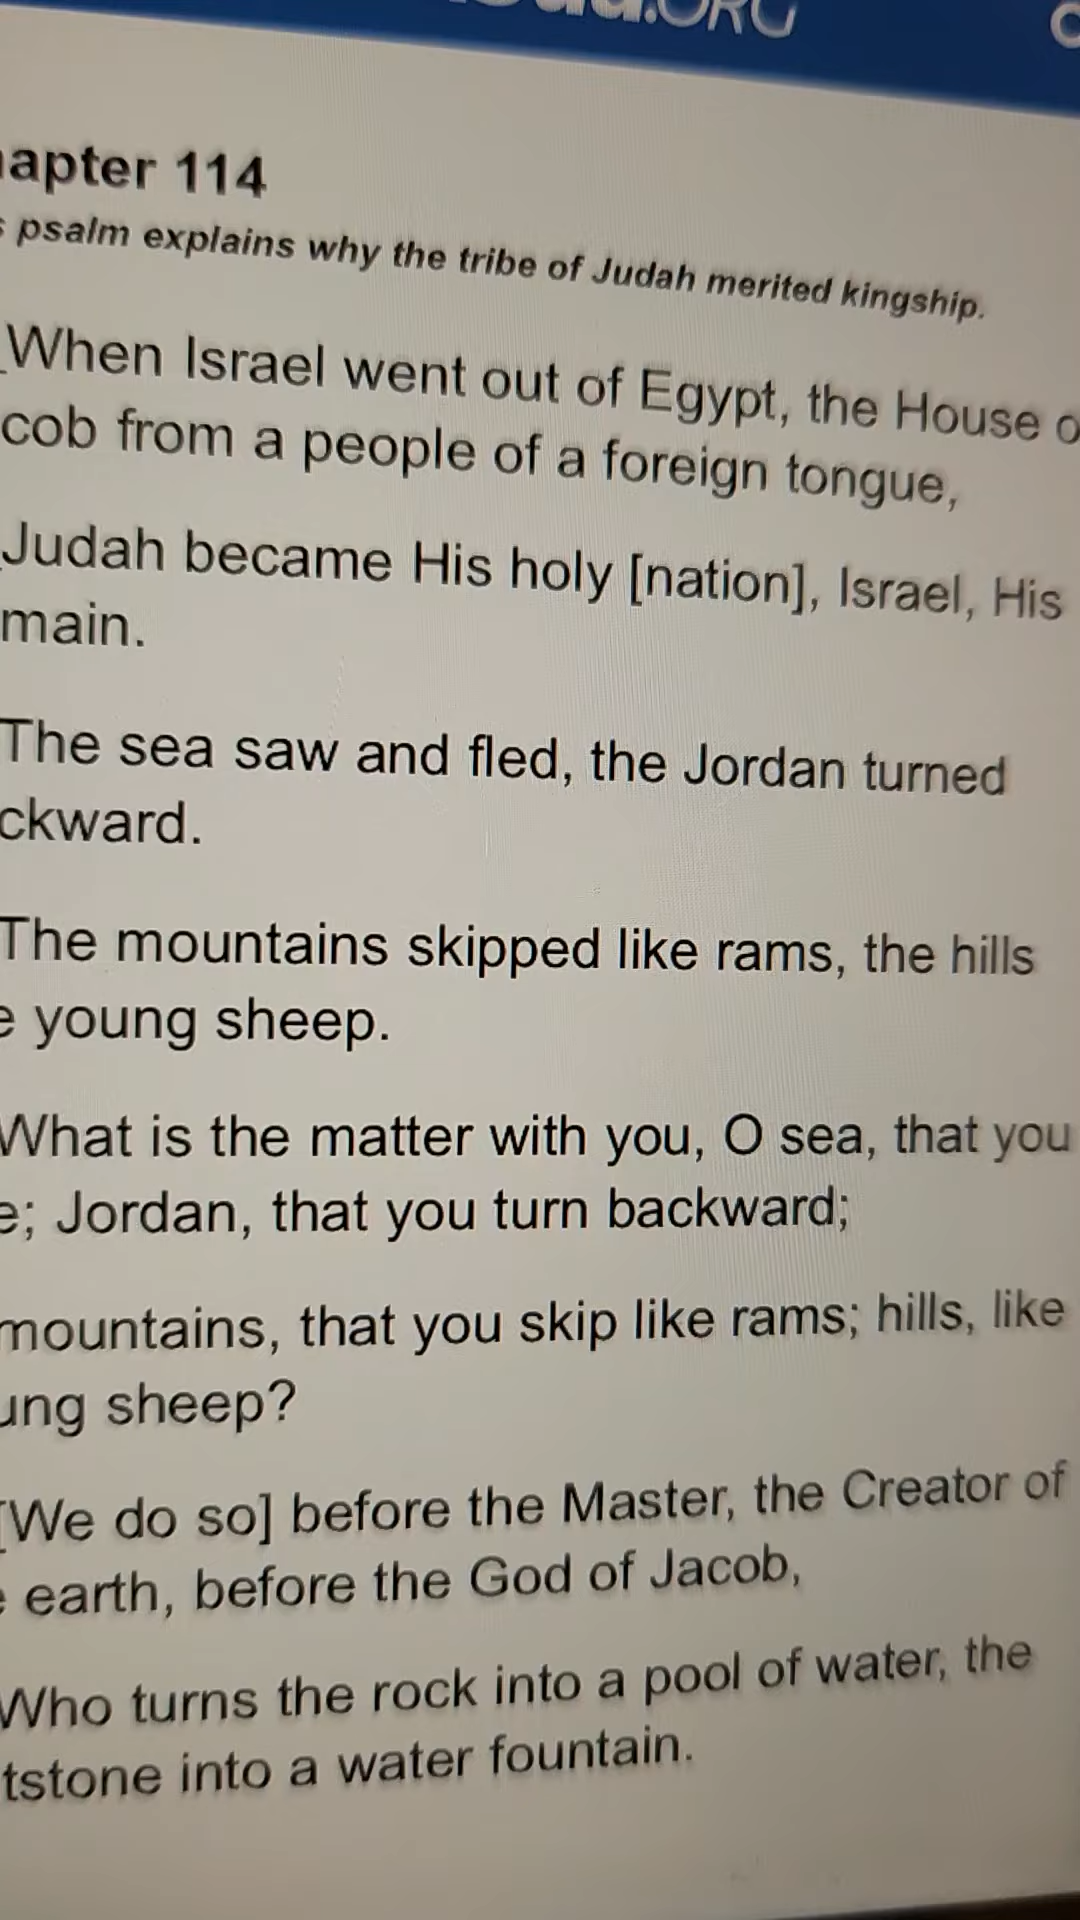 .ORG
apter 114
psalm explains why the tribe of Judah merited kingship.
When Israel went out of Egypt, the House o
cob from a people of a foreign tongue,
Judah became His holy [nation], Israel, His
main.
The sea saw and fled, the Jordan turned
ckward.
The mountains skipped like rams, the hills
e young sheep.
What is the matter with you, O sea, that you
e; Jordan, that you turn backward;
mountains, that you skip like rams; hills, like
ung sheep?
[We do so] before the Master, the Creator of
e earth, before the God of Jacob,
Who turns the rock into a pool of water, the
tstone into a water fountain.